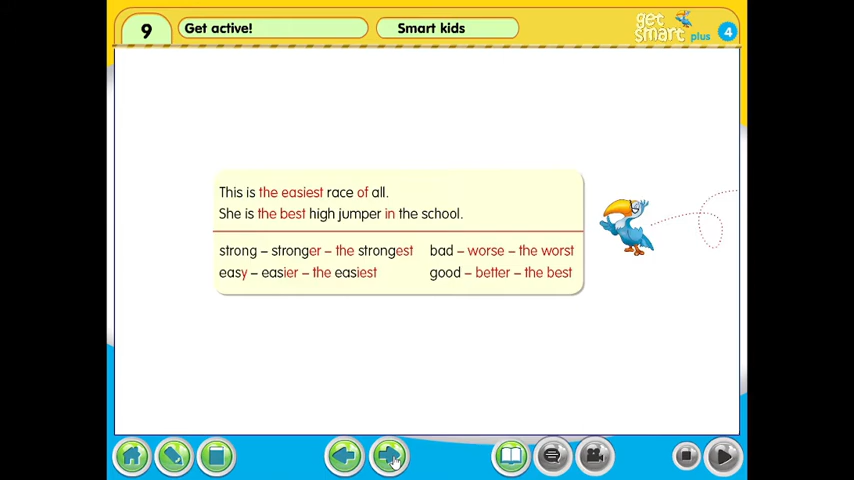 9
Get active!
Smart kids
get
smart plus 4
This is the easiest race of all.
She is the best high jumper in the school.
strong – stronger – the strongest
bad – worse – the worst
easy – easier – the easiest
good – better – the best